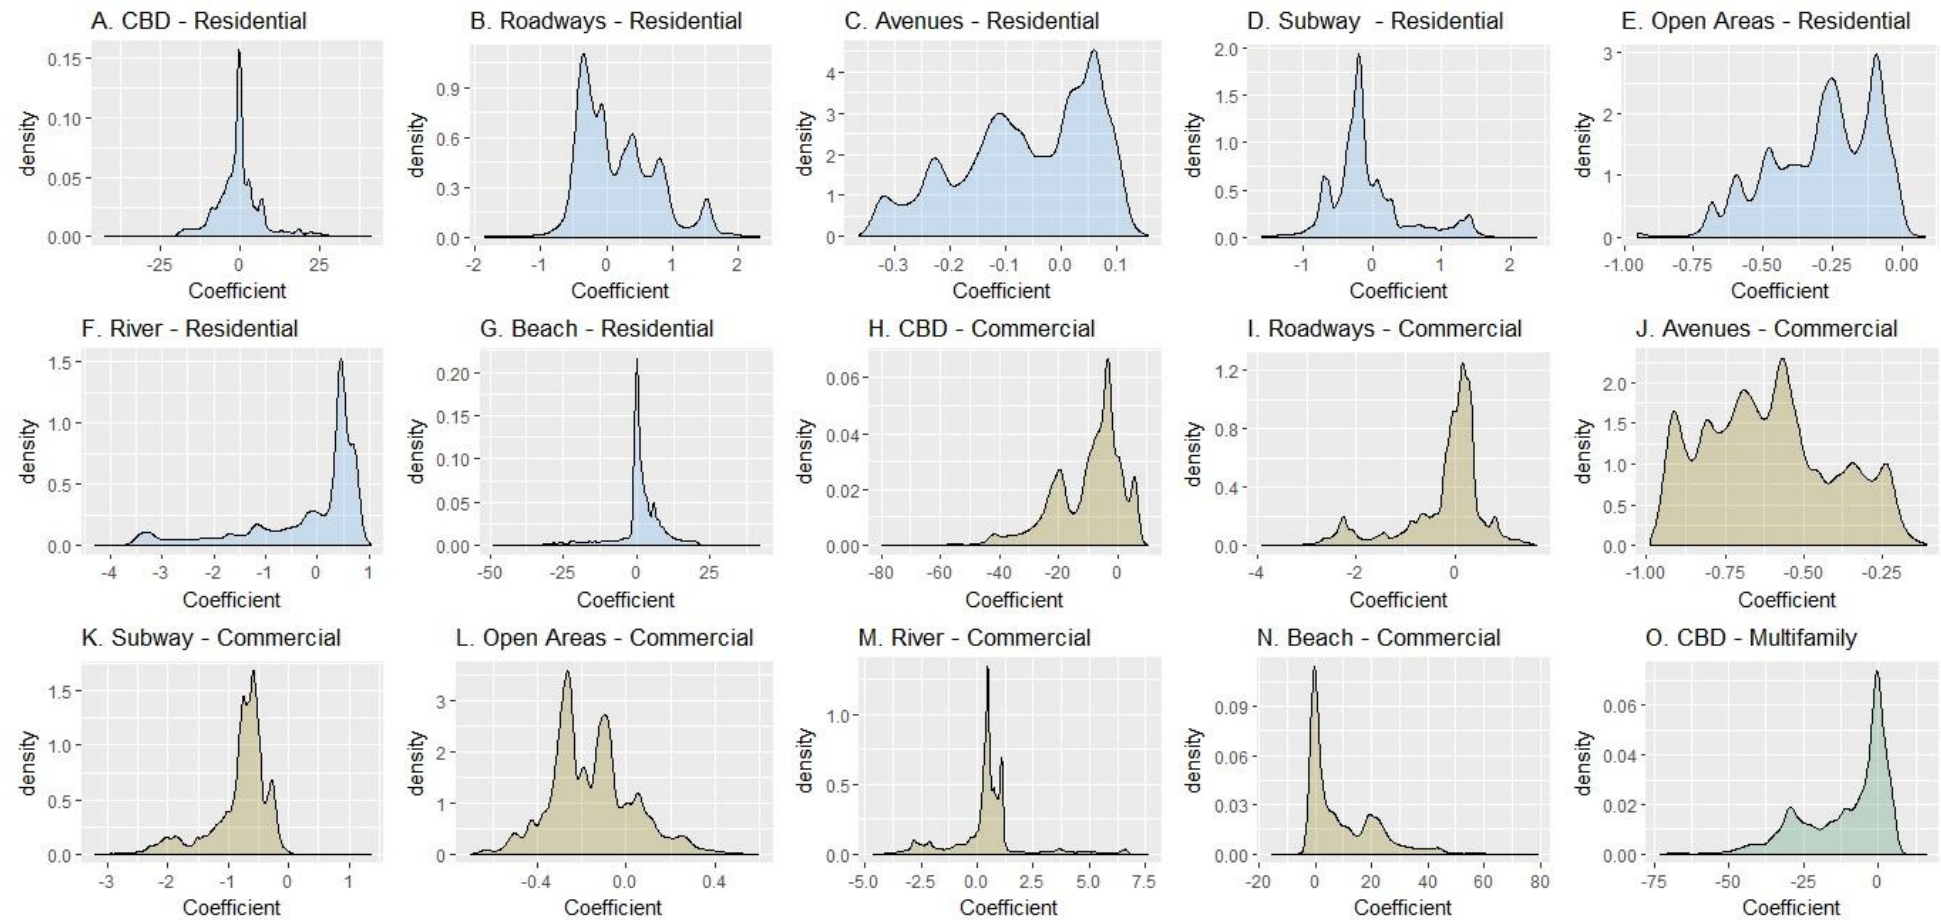 A. CBD - Residential
B. Roadways - Residential
C. Avenues - Residential
D. Subway - Residential
E. Open Areas - Residential
0.15
0.10
0.05
0.00
density
-25
0
25
Coefficient
0.9
0.6
0.3
0.0
density
-2
-1
0
1
2
Coefficient
4
3
2
1
0
density
-0.3
-0.2
-0.1
0.0
0.1
Coefficient
2.0
1.5
1.0
0.5
0.0
density
-1
0
1
2
Coefficient
3
2
1
0
density
-1.00
-0.75
-0.50
-0.25
0.00
Coefficient
F. River - Residential
G. Beach - Residential
H. CBD - Commercial
I. Roadways - Commercial
J. Avenues - Commercial
1.5
1.0
0.5
0.0
density
-4
-3
-2
-1
0
1
Coefficient
0.20
0.15
0.10
0.05
0.00
density
-50
-25
0
25
Coefficient
0.06
0.04
0.02
0.00
density
-80
-60
-40
-20
0
Coefficient
1.2
0.8
0.4
0.0
density
-4
-2
0
Coefficient
2.0
1.5
1.0
0.5
0.0
density
-1.00
-0.75
-0.50
-0.25
Coefficient
K. Subway - Commercial
L. Open Areas - Commercial
M. River - Commercial
N. Beach - Commercial
O. CBD - Multifamily
1.5
1.0
0.5
0.0
density
-3
-2
-1
0
1
Coefficient
3
2
1
0
density
-0.4
0.0
0.4
Coefficient
1.0
0.5
0.0
density
-5.0
-2.5
0.0
2.5
5.0
7.5
Coefficient
0.09
0.06
0.03
0.00
density
-20
0
20
40
60
80
Coefficient
0.06
0.04
0.02
0.00
density
-75
-50
-25
0
Coefficient